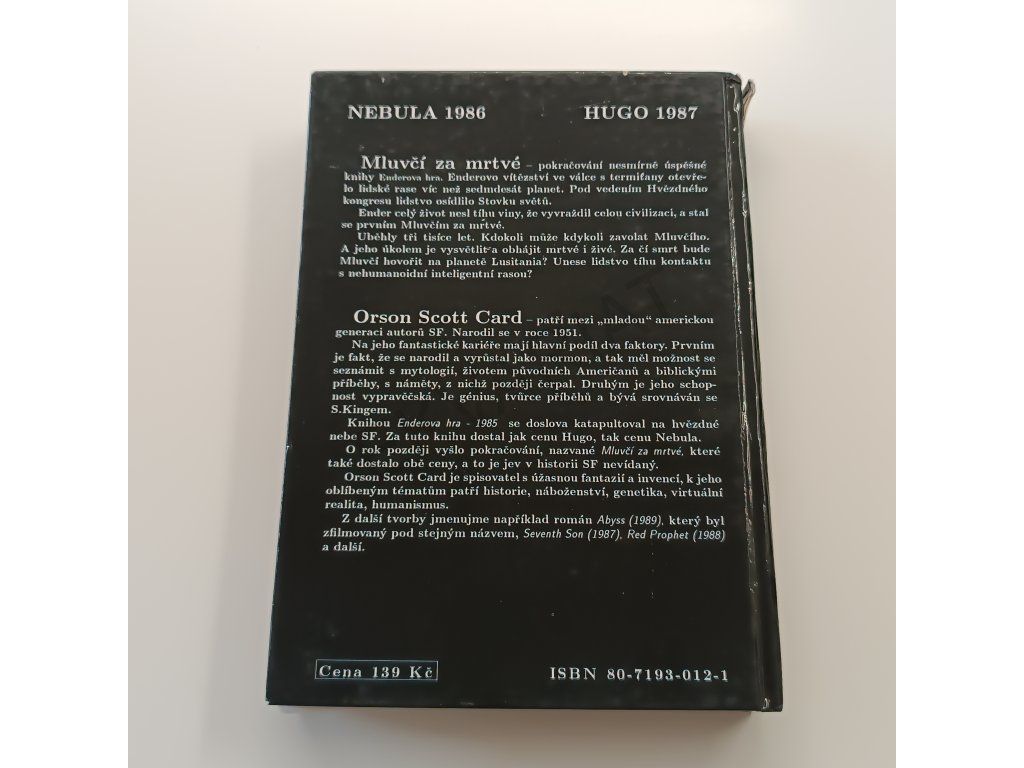 NEBULA 1986 HUGO 1987
Mluvčí za mrtvé – pokračování nesmírně úspěšné
knihy Enderova hra. Enderovo vítězství ve válce s termiťany otevře-
lo lidské rase víc než sedmdesát planet. Pod vedením Hvězdného
kongresu lidstvo osídlilo Stovku světů.
Ender celý život nesl tíhu viny, že vyvraždil celou civilizaci, a stal
se prvním Mluvčím za mrtvé.
Uběhly tři tisíce let. Kdokoli může kdykoli zavolat Mluvčího.
A jeho úkolem je vysvětlit a obhájit mrtvé i živé. Za čí smrt bude
Mluvčí hovořit na planetě Lusitania? Unese lidstvo tíhu kontaktu
s nehumanoidní inteligentní rasou?
Orson Scott Card – patří mezi „mladou“ americkou
generaci autorů SF. Narodil se v roce 1951.
Na jeho fantastické kariéře mají hlavní podíl dva faktory. Prvním
je fakt, že se narodil a vyrůstal jako mormon, a tak měl možnost se
seznámit s mytologií, životem původních Američanů a biblickými
příběhy, s náměty, z nichž později čerpal. Druhým je jeho schop-
nost vypravěčská. Je génius, tvůrce příběhů a bývá srovnáván se
S.Kingem.
Knihou Enderova hra - 1985 se doslova katapultoval na hvězdné
nebe SF. Za tuto knihu dostal jak cenu Hugo, tak cenu Nebula.
O rok později vyšlo pokračování, nazvané Mluvčí za mrtvé, které
také dostalo obě ceny, a to je jev v historii SF nevídaný.
Orson Scott Card je spisovatel s úžasnou fantazií a invencí, k jeho
oblíbeným tématům patří historie, náboženství, genetika, virtuální
realita, humanismus.
Z další tvorby jmenujme například román Abyss (1989), který byl
zfilmovaný pod stejným názvem, Seventh Son (1987), Red Prophet (1988)
a další.
Cena 139 Kč ISBN 80-7193-012-1